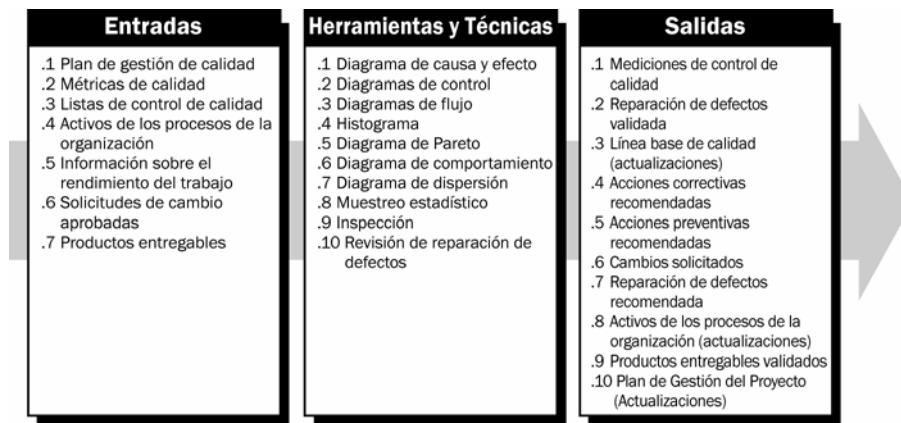 Entradas
.1 Plan de gestión de calidad
.2 Métricas de calidad
.3 Listas de control de calidad
.4 Activos de los procesos de la
organización
.5 Información sobre el
rendimiento del trabajo
.6 Solicitudes de cambio
aprobadas
.7 Productos entregables
Herramientas y Técnicas
.1 Diagrama de causa y efecto
.2 Diagramas de control
.3 Diagramas de flujo
.4 Histograma
.5 Diagrama de Pareto
.6 Diagrama de comportamiento
.7 Diagrama de dispersión
.8 Muestreo estadístico
.9 Inspección
.10 Revisión de reparación de
defectos
Salidas
.1 Mediciones de control de
calidad
.2 Reparación de defectos
validada
.3 Línea base de calidad
(actualizaciones)
.4 Acciones correctivas
recomendadas
.5 Acciones preventivas
recomendadas
.6 Cambios solicitados
.7 Reparación de defectos
recomendada
.8 Activos de los procesos de la
organización (actualizaciones)
.9 Productos entregables validados
.10 Plan de Gestión del Proyecto
(Actualizaciones)